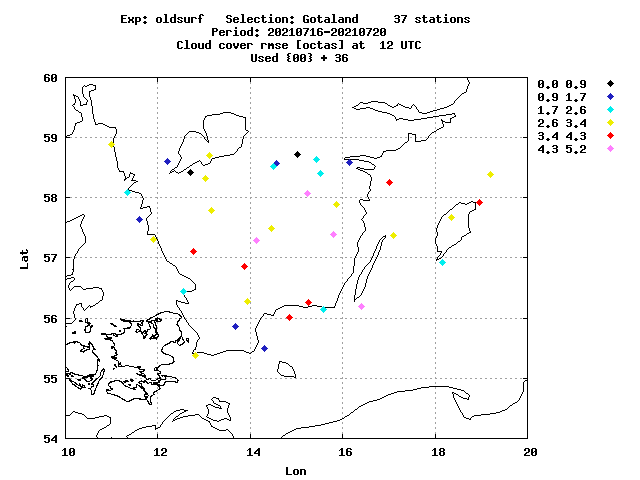 Exp: oldsurf Selection: Gotaland 37 stations
Period: 20210716-20210720
Cloud cover rmse [octas] at 12 UTC
Used {00} + 36
60
59
58
57
56
55
54
Lat
10 12 14 16 18 20
Lon
0.0 0.9
0.9 1.7
1.7 2.6
2.6 3.4
3.4 4.3
4.3 5.2